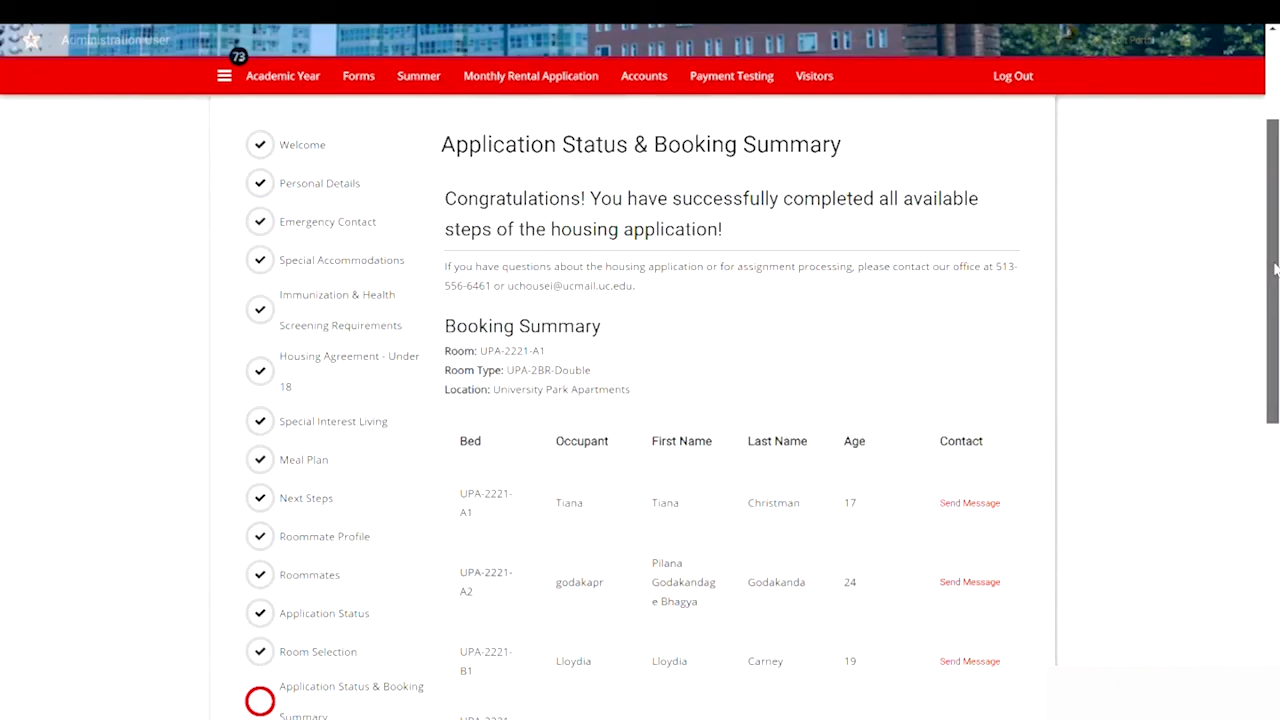 Administration User
73
Academic Year Forms Summer Monthly Rental Application Accounts Payment Testing Visitors Log Out
Welcome
Personal Details
Emergency Contact
Special Accommodations
Immunization & Health
Screening Requirements
Housing Agreement - Under
18
Special Interest Living
Meal Plan
Next Steps
Roommate Profile
Roommates
Application Status
Room Selection
Application Status & Booking
Summary
Application Status & Booking Summary
Congratulations! You have successfully completed all available
steps of the housing application!
If you have questions about the housing application or for assignment processing, please contact our office at 513-
556-6461 or uchousei@ucmail.uc.edu.
Booking Summary
Room: UPA-2221-A1
Room Type: UPA-2BR-Double
Location: University Park Apartments
Bed Occupant First Name Last Name Age Contact
UPA-2221-
A1
Tiana Tiana Christman 17 Send Message
UPA-2221-
A2
godakapr
Pilana
Godakandag
e Bhagya
Godakanda 24 Send Message
UPA-2221-
B1
Lloydia Lloydia Carney 19 Send Message